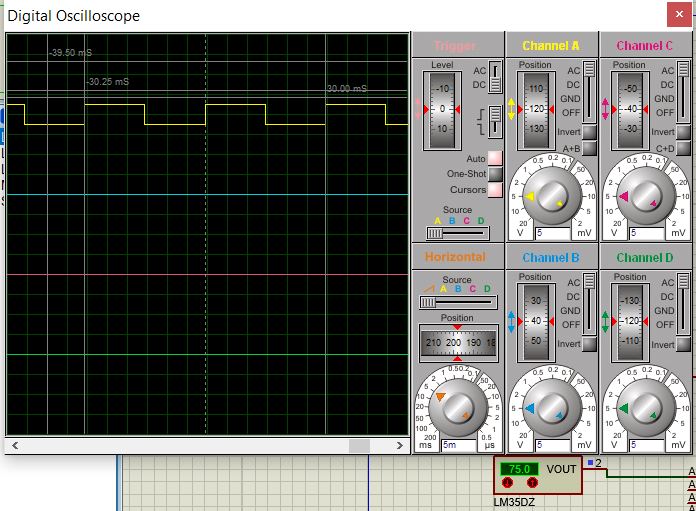 Digital Oscilloscope
-39.50 mS
-30.25 mS
30.00 mS
Trigger
Level
AC
DC
-10
0
10
Auto
One-Shot
Cursors
Source
A B C D
Channel A
Position
AC
DC
GND
OFF
110
120
130
Invert
A+B
0.5 0.2 0.1
1 50
2 20
5 10
10 5
20 2
V 5 mV
Channel C
Position
AC
DC
GND
OFF
-50
-40
-30
Invert
C+D
0.5 0.2 0.1
1 50
2 20
5 10
10 5
20 2
V 5 mV
Horizontal
Source
A B C D
Position
210 200 190 18
1 0.5 0.2 0.1
2 50
5 20
10 10
20 5
50 2
100 1
200 0.5
ms 5m µs
Channel B
Position
AC
DC
GND
OFF
30
40
50
Invert
0.5 0.2 0.1
1 50
2 20
5 10
10 5
20 2
V 5 mV
Channel D
Position
AC
DC
GND
OFF
-130
-120
-110
Invert
0.5 0.2 0.1
1 50
2 20
5 10
10 5
20 2
V 5 mV
75.0
VOUT
2
LM35DZ
A
A
A